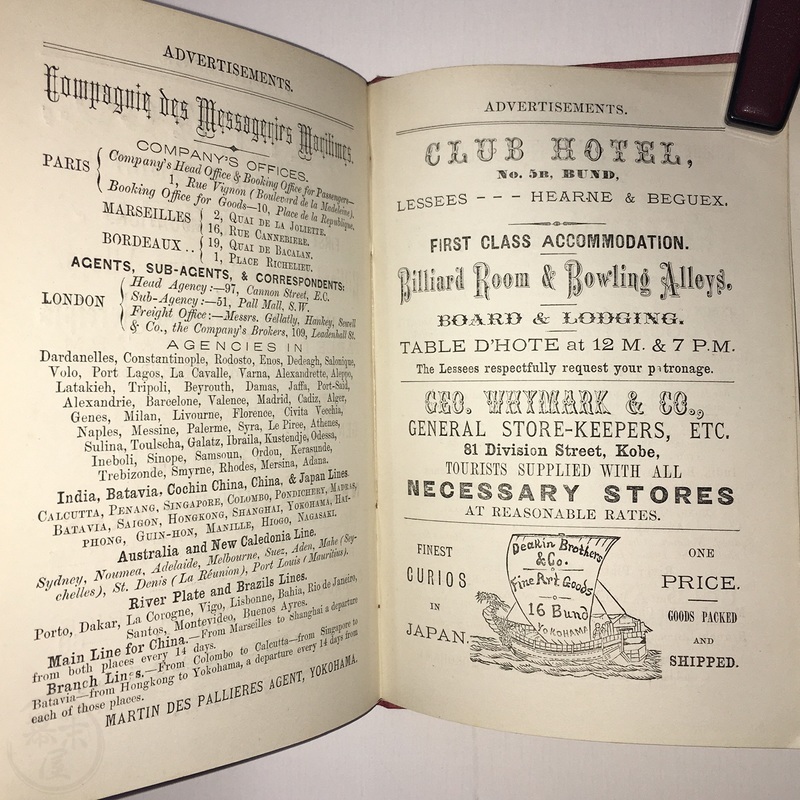 ADVERTISEMENTS.
Compagnie des Messageries Maritimes.
COMPANY'S OFFICES.
PARIS { Company's Head Office & Booking Office for Passengers—
1, Rue Vignon (Boulevard de la Madeleine).
Booking Office for Goods—10, Place de la Republique.
MARSEILLES { 2, QUAI DE LA JOLIETTE.
16, RUE CANNEBIERE.
BORDEAUX .. { 19, QUAI DE BACALAN.
1, PLACE RICHELIEU.
AGENTS, SUB-AGENTS, & CORRESPONDENTS:
LONDON { Head Agency:—97, Cannon Street, E.C.
Sub-Agency:—51, Pall Mall, S.W.
Freight Office:—Messrs. Gellatly, Hankey, Sewell
& Co., the Company's Brokers, 109, Leadenhall St.
AGENCIES IN
Dardanelles, Constantinople, Rodosto, Enos, Dedeagh, Salonique,
Volo, Port Lagos, La Cavalle, Varna, Alexandrette, Aleppo,
Latakieh, Tripoli, Beyrouth, Damas, Jaffa, Port-Said,
Alexandrie, Barcelone, Valence, Madrid, Cadiz, Alger,
Genes, Milan, Livourne, Florence, Civita Vecchia,
Naples, Messine, Palerme, Syra, Le Piree, Athenes,
Sulina, Toulscha, Galatz, Ibraila, Kustendje, Odessa,
Ineboli, Sinope, Samsoun, Ordou, Kerasunde,
Trebizonde, Smyrne, Rhodes, Mersina, Adana.
India, Batavia, Cochin China, China, & Japan Lines.
CALCUTTA, PENANG, SINGAPORE, COLOMBO, PONDICHERY, MADRAS,
BATAVIA, SAIGON, HONGKONG, SHANGHAI, YOKOHAMA, HAI-
PHONG, GUIN-HON, MANILLE, HIOGO, NAGASAKI.
Australia and New Caledonia Line.
Sydney, Noumea, Adelaide, Melbourne, Suez, Aden, Mahe (Sey-
chelles), St. Denis (La Réunion), Port Louis (Mauritius).
River Plate and Brazils Lines.
Porto, Dakar, La Corogne, Vigo, Lisbonne, Bahia, Rio de Janeiro,
Santos, Montevideo, Buenos Ayres.
Main Line for China.—From Marseilles to Shanghai a departure
from both places every 14 days.
Branch Lines.—From Colombo to Calcutta—from Singapore to
Batavia—from Hongkong to Yokohama, a departure every 14 days from
each of those places.
MARTIN DES PALLIERES AGENT, YOKOHAMA.
ADVERTISEMENTS.
CLUB HOTEL,
No. 5B, BUND,
LESSEES - - - HEARNE & BEGUEX.
FIRST CLASS ACCOMMODATION.
Billiard Room & Bowling Alleys.
BOARD & LODGING.
TABLE D'HOTE at 12 M. & 7 P.M.
The Lessees respectfully request your patronage.
GEO. WHYMARK & CO.,
GENERAL STORE-KEEPERS, ETC.
81 Division Street, Kobe,
TOURISTS SUPPLIED WITH ALL
NECESSARY STORES
AT REASONABLE RATES.
FINEST
CURIOS
IN
JAPAN.
Deakin Brothers
& Co.
Fine Art Goods
16 Bund
YOKOHAMA
ONE
PRICE.
GOODS PACKED
AND
SHIPPED.